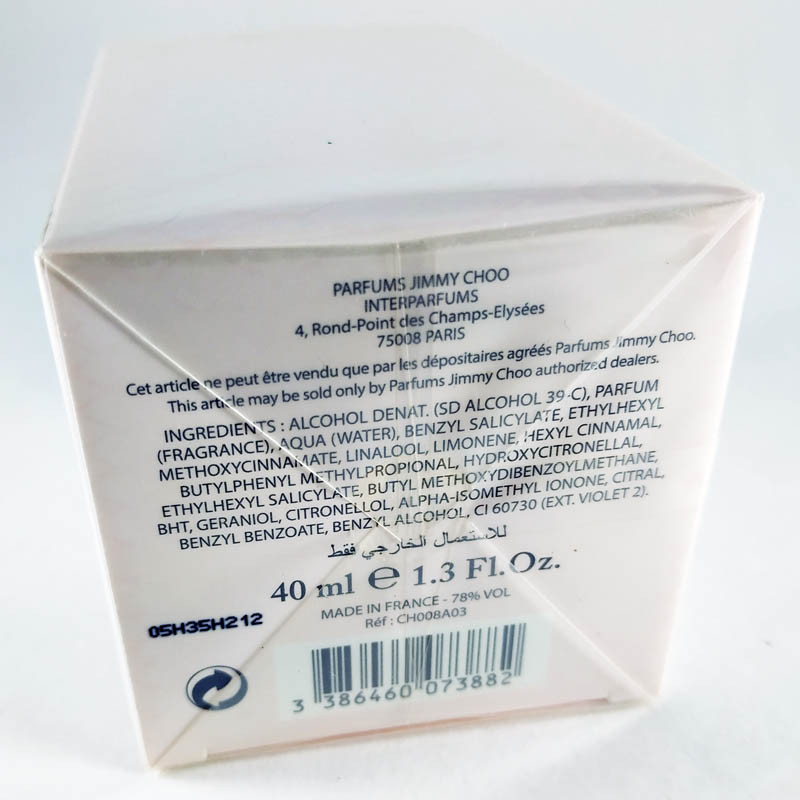 PARFUMS JIMMY CHOO
INTERPARFUMS
4, Rond-Point des Champs-Elysées
75008 PARIS
Cet article ne peut être vendu que par les dépositaires agréés Parfums Jimmy Choo.
This article may be sold only by Parfums Jimmy Choo authorized dealers.
INGREDIENTS : ALCOHOL DENAT. (SD ALCOHOL 39-C), PARFUM
(FRAGRANCE), AQUA (WATER), BENZYL SALICYLATE, ETHYLHEXYL
METHOXYCINNAMATE, LINALOOL, LIMONENE, HEXYL CINNAMAL,
BUTYLPHENYL METHYLPROPIONAL, HYDROXYCITRONELLAL,
ETHYLHEXYL SALICYLATE, BUTYL METHOXYDIBENZOYLMETHANE,
BHT, GERANIOL, CITRONELLOL, ALPHA-ISOMETHYL IONONE, CITRAL,
BENZYL BENZOATE, BENZYL ALCOHOL, CI 60730 (EXT. VIOLET 2).
للاستعمال الخارجي فقط
40 ml ℮ 1.3 Fl.Oz.
MADE IN FRANCE - 78% VOL
Réf : CH008A03
05H35H212
3 386460 073882